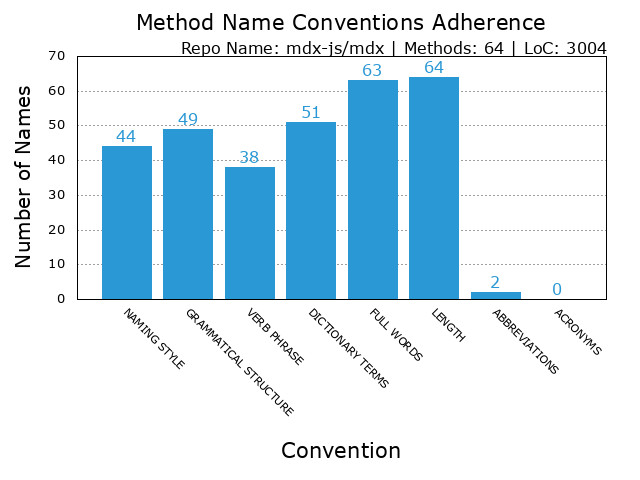 Method Name Conventions Adherence
Repo Name: mdx-js/mdx | Methods: 64 | LoC: 3004
Number of Names
70
60
50
40
30
20
10
0
44
49
38
51
63
64
2
0
NAMING STYLE
GRAMMATICAL STRUCTURE
VERB PHRASE
DICTIONARY TERMS
FULL WORDS
LENGTH
ABBREVIATIONS
ACRONYMS
Convention